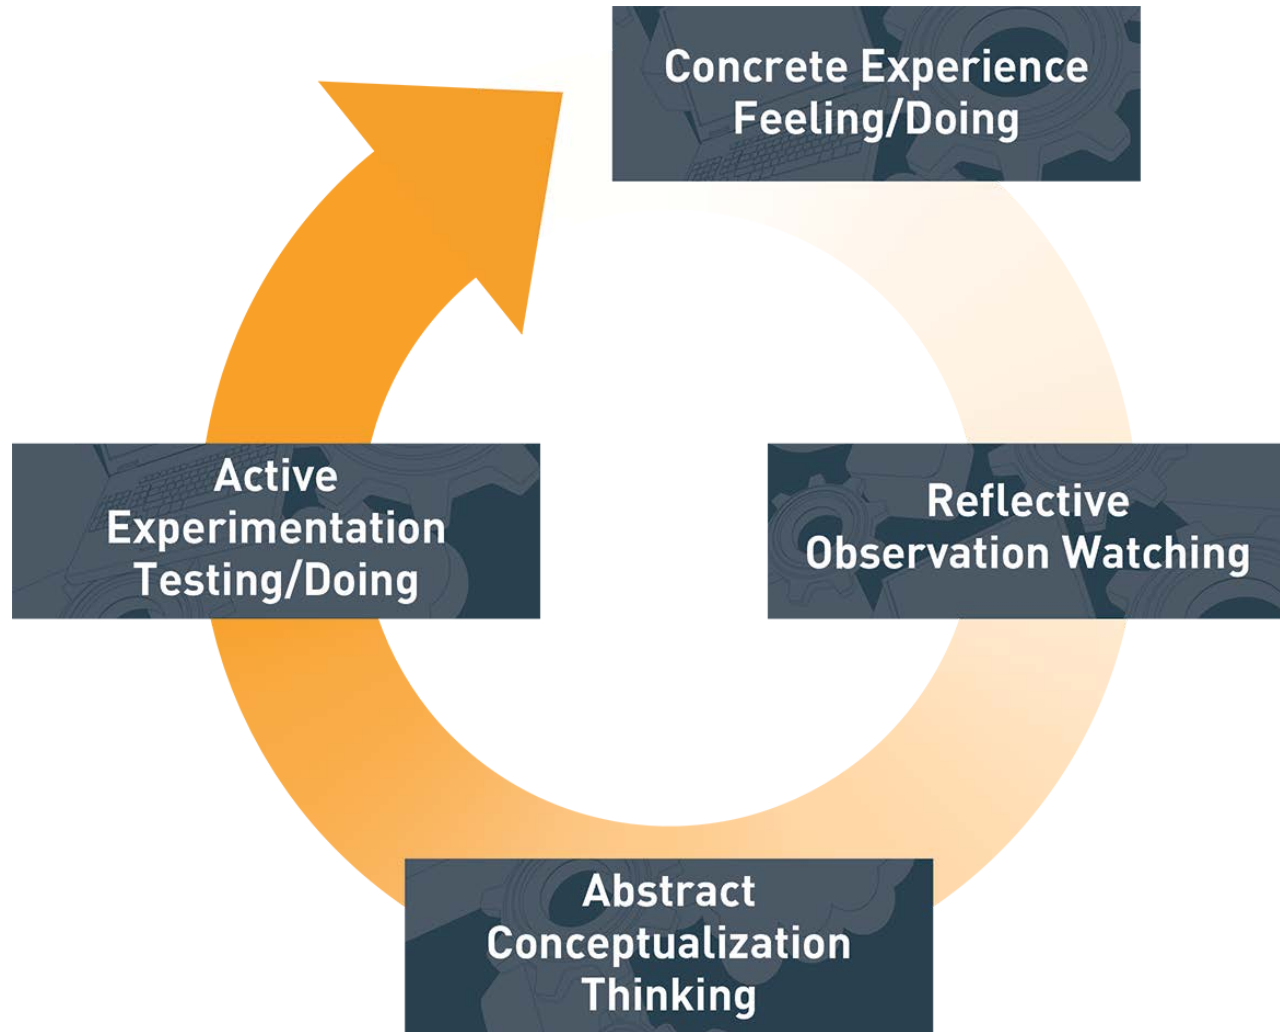 Concrete Experience
Feeling/Doing
Reflective
Observation Watching
Abstract
Conceptualization
Thinking
Active
Experimentation
Testing/Doing